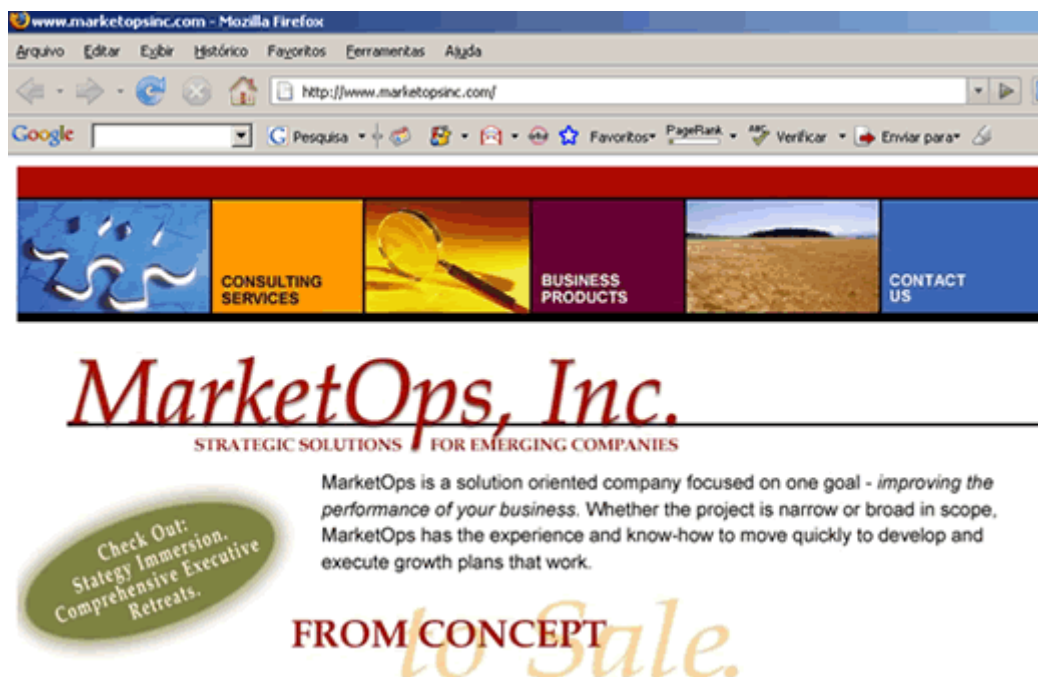 www.marketopsinc.com - Mozilla Firefox
Arquivo Editar Exibir Histórico Favoritos Ferramentas Ajuda
http://www.marketopsinc.com/
Google G Pesquisa Favoritos PageRank ABC Verificar Enviar para
CONSULTING
SERVICES
BUSINESS
PRODUCTS
CONTACT
US
MarketOps, Inc.
STRATEGIC SOLUTIONS FOR EMERGING COMPANIES
MarketOps is a solution oriented company focused on one goal - improving the
performance of your business. Whether the project is narrow or broad in scope,
MarketOps has the experience and know-how to move quickly to develop and
execute growth plans that work.
Check Out:
Stategy Immersion.
Comprehensive Executive
Retreats.
FROM CONCEPT
to Sale.